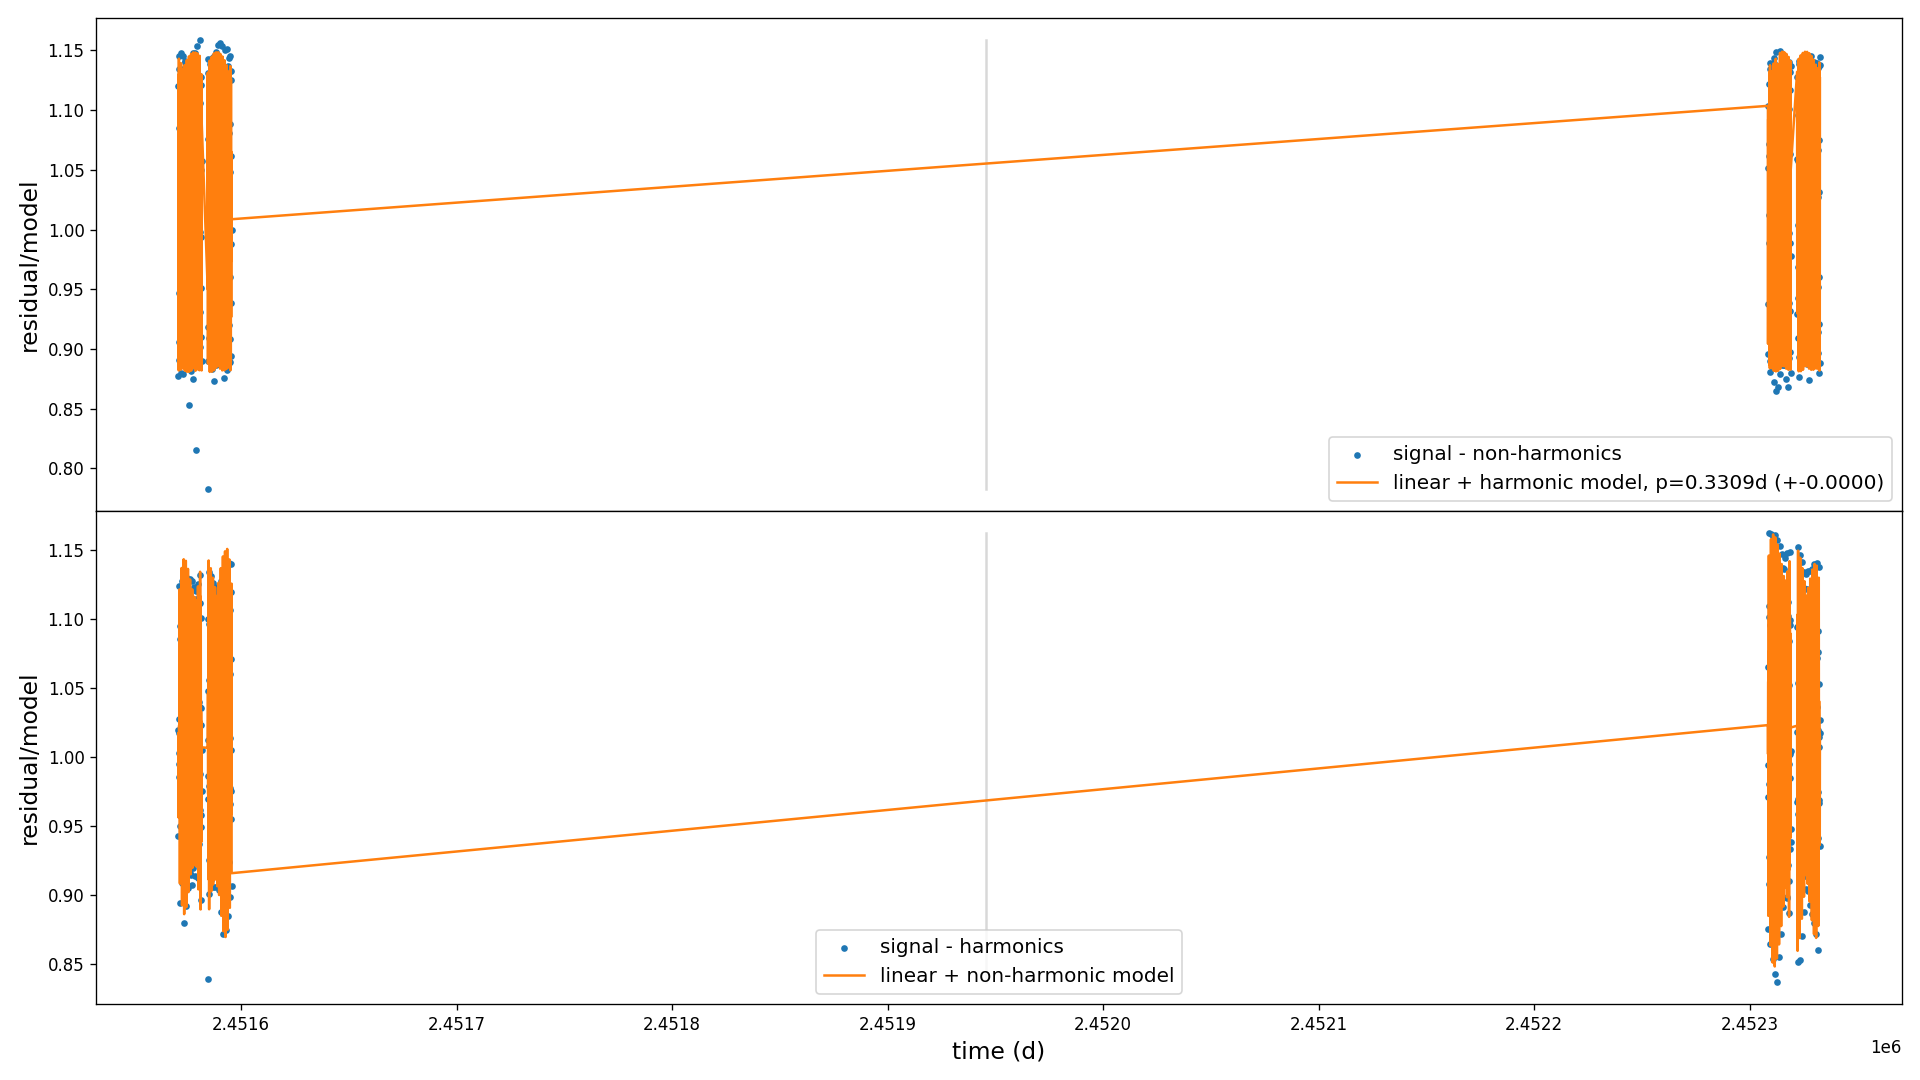 1.15
1.10
1.05
1.00
0.95
0.90
0.85
0.80
residual/model
signal - non-harmonics
linear + harmonic model, p=0.3309d (+-0.0000)
1.15
1.10
1.05
1.00
0.95
0.90
0.85
residual/model
signal - harmonics
linear + non-harmonic model
2.4516 2.4517 2.4518 2.4519 2.4520 2.4521 2.4522 2.4523
1e6
time (d)